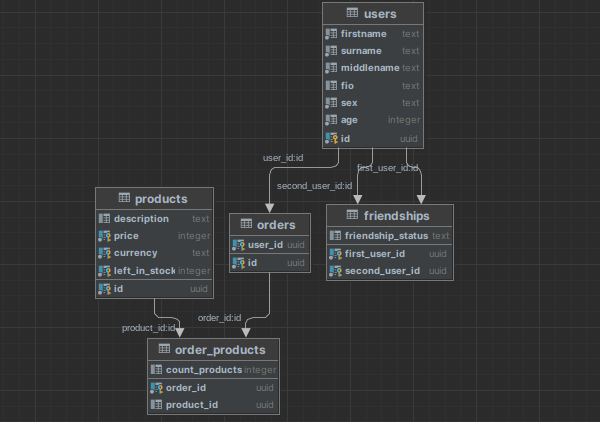 users
firstname text
surname text
middlename text
fio text
sex text
age integer
id uuid
user_id:id
first_user_id:id
second_user_id:id
products
description text
price integer
currency text
left_in_stock integer
id uuid
orders
user_id uuid
id uuid
friendships
friendship_status text
first_user_id uuid
second_user_id uuid
product_id:id
order_id:id
order_products
count_products integer
order_id uuid
product_id uuid